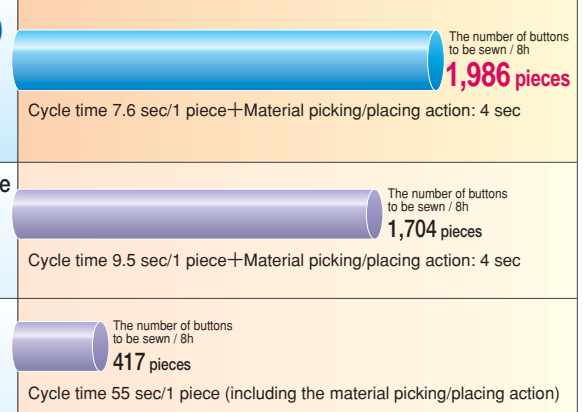 The number of buttons
to be sewn / 8h
1,986 pieces
Cycle time 7.6 sec/1 piece+Material picking/placing action: 4 sec
e
The number of buttons
to be sewn / 8h
1,704 pieces
Cycle time 9.5 sec/1 piece+Material picking/placing action: 4 sec
The number of buttons
to be sewn / 8h
417 pieces
Cycle time 55 sec/1 piece (including the material picking/placing action)